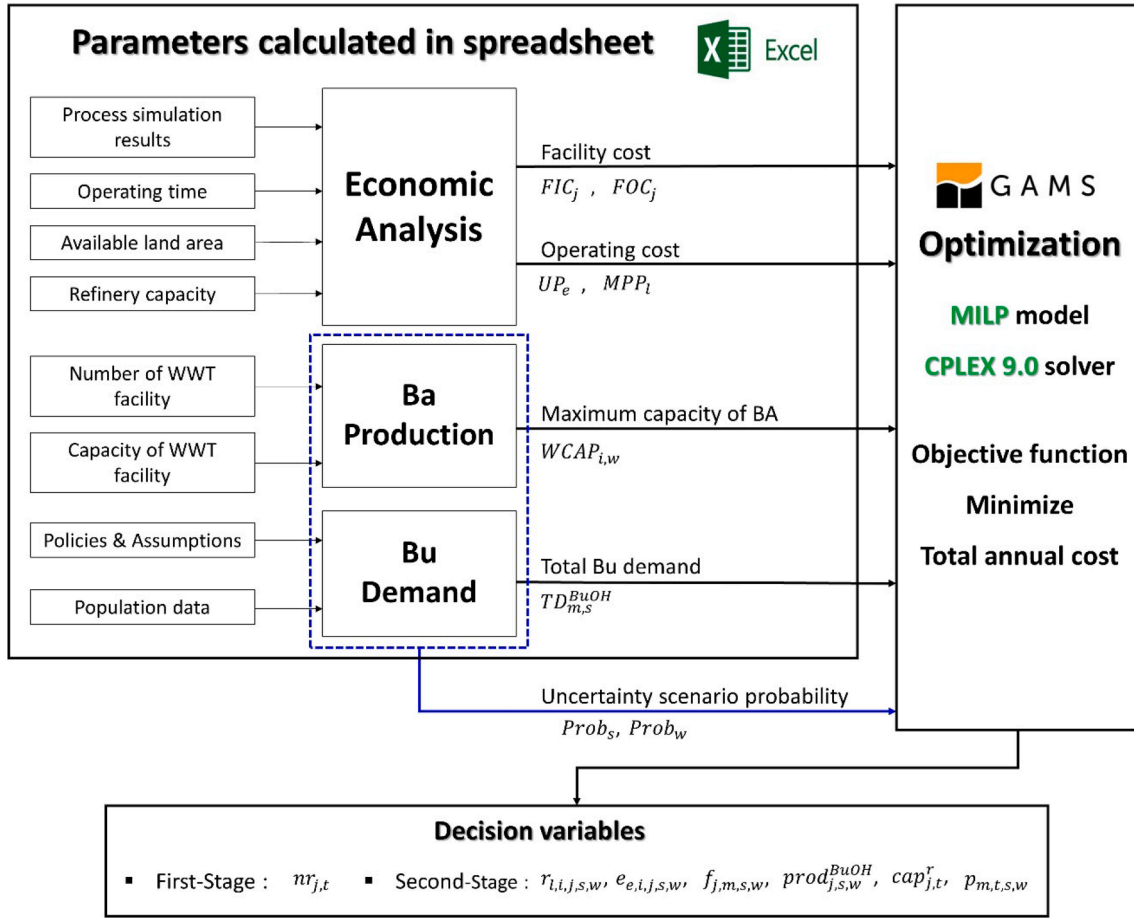 Parameters calculated in spreadsheet
X Excel
Process simulation
results
Operating time
Available land area
Refinery capacity
Economic
Analysis
Facility cost
FIC_j , FOC_j
Operating cost
UP_e , MPP_l
Number of WWT
facility
Capacity of WWT
facility
Ba
Production
Maximum capacity of BA
WCAP_{i,w}
Policies & Assumptions
Population data
Bu
Demand
Total Bu demand
TD_{m,s}^{BuOH}
Uncertainty scenario probability
Prob_s, Prob_w
GAMS
Optimization
MILP model
CPLEX 9.0 solver
Objective function
Minimize
Total annual cost
Decision variables
▪ First-Stage : nr_{j,t} ▪ Second-Stage : r_{l,i,j,s,w}, e_{e,i,j,s,w}, f_{j,m,s,w}, prod_{j,s,w}^{BuOH}, cap_{j,t}^{r}, p_{m,t,s,w}